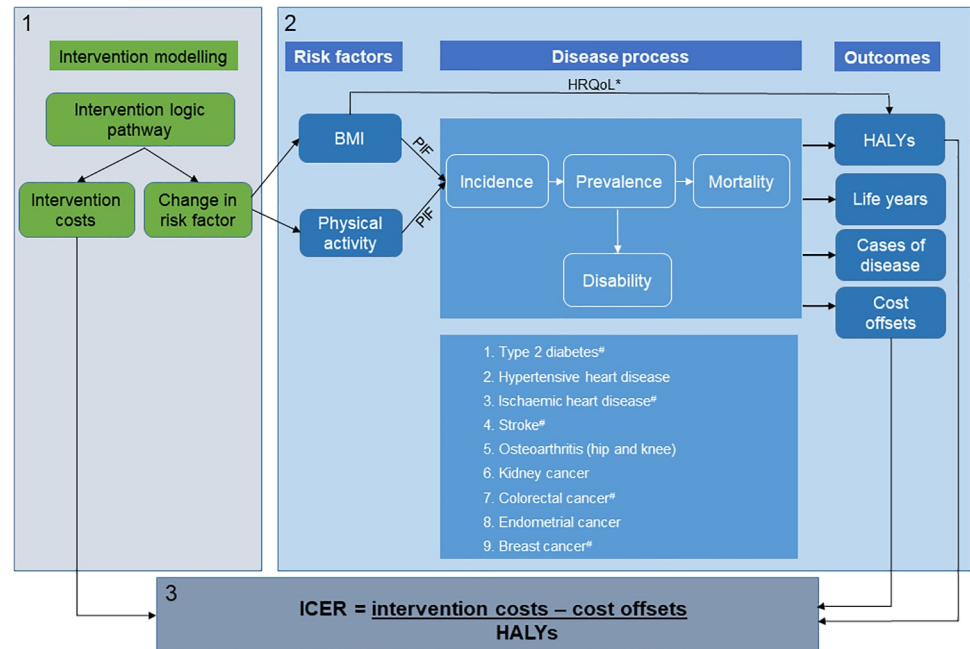 1
Intervention modelling
Intervention logic
pathway
Intervention
costs
Change in
risk factor
2
Risk factors
Disease process
Outcomes
HRQoL*
BMI
PIF
Physical
activity
PIF
Incidence
Prevalence
Mortality
Disability
HALYs
Life years
Cases of
disease
Cost
offsets
1. Type 2 diabetes#
2. Hypertensive heart disease
3. Ischaemic heart disease#
4. Stroke#
5. Osteoarthritis (hip and knee)
6. Kidney cancer
7. Colorectal cancer#
8. Endometrial cancer
9. Breast cancer#
3
ICER = intervention costs – cost offsets
HALYs